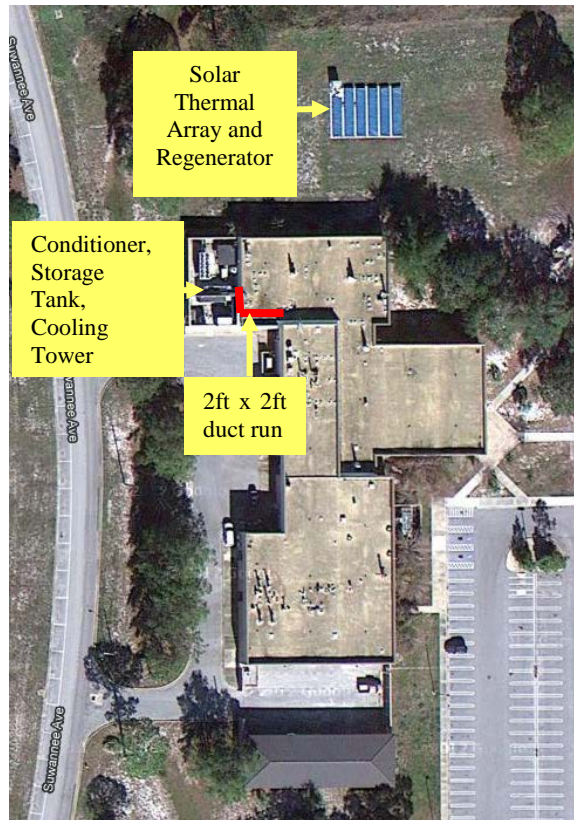 Suwannee Ave
Solar
Thermal
Array and
Regenerator
Conditioner,
Storage
Tank,
Cooling
Tower
2ft x 2ft
duct run
Suwannee Ave